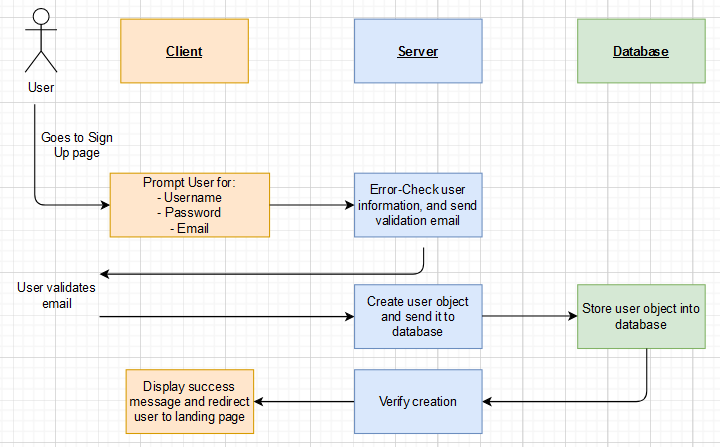 Client
Server
Database
User
Goes to Sign
Up page
Prompt User for:
- Username
- Password
- Email
Error-Check user
information, and send
validation email
User validates
email
Create user object
and send it to
database
Store user object into
database
Display success
message and redirect
user to landing page
Verify creation